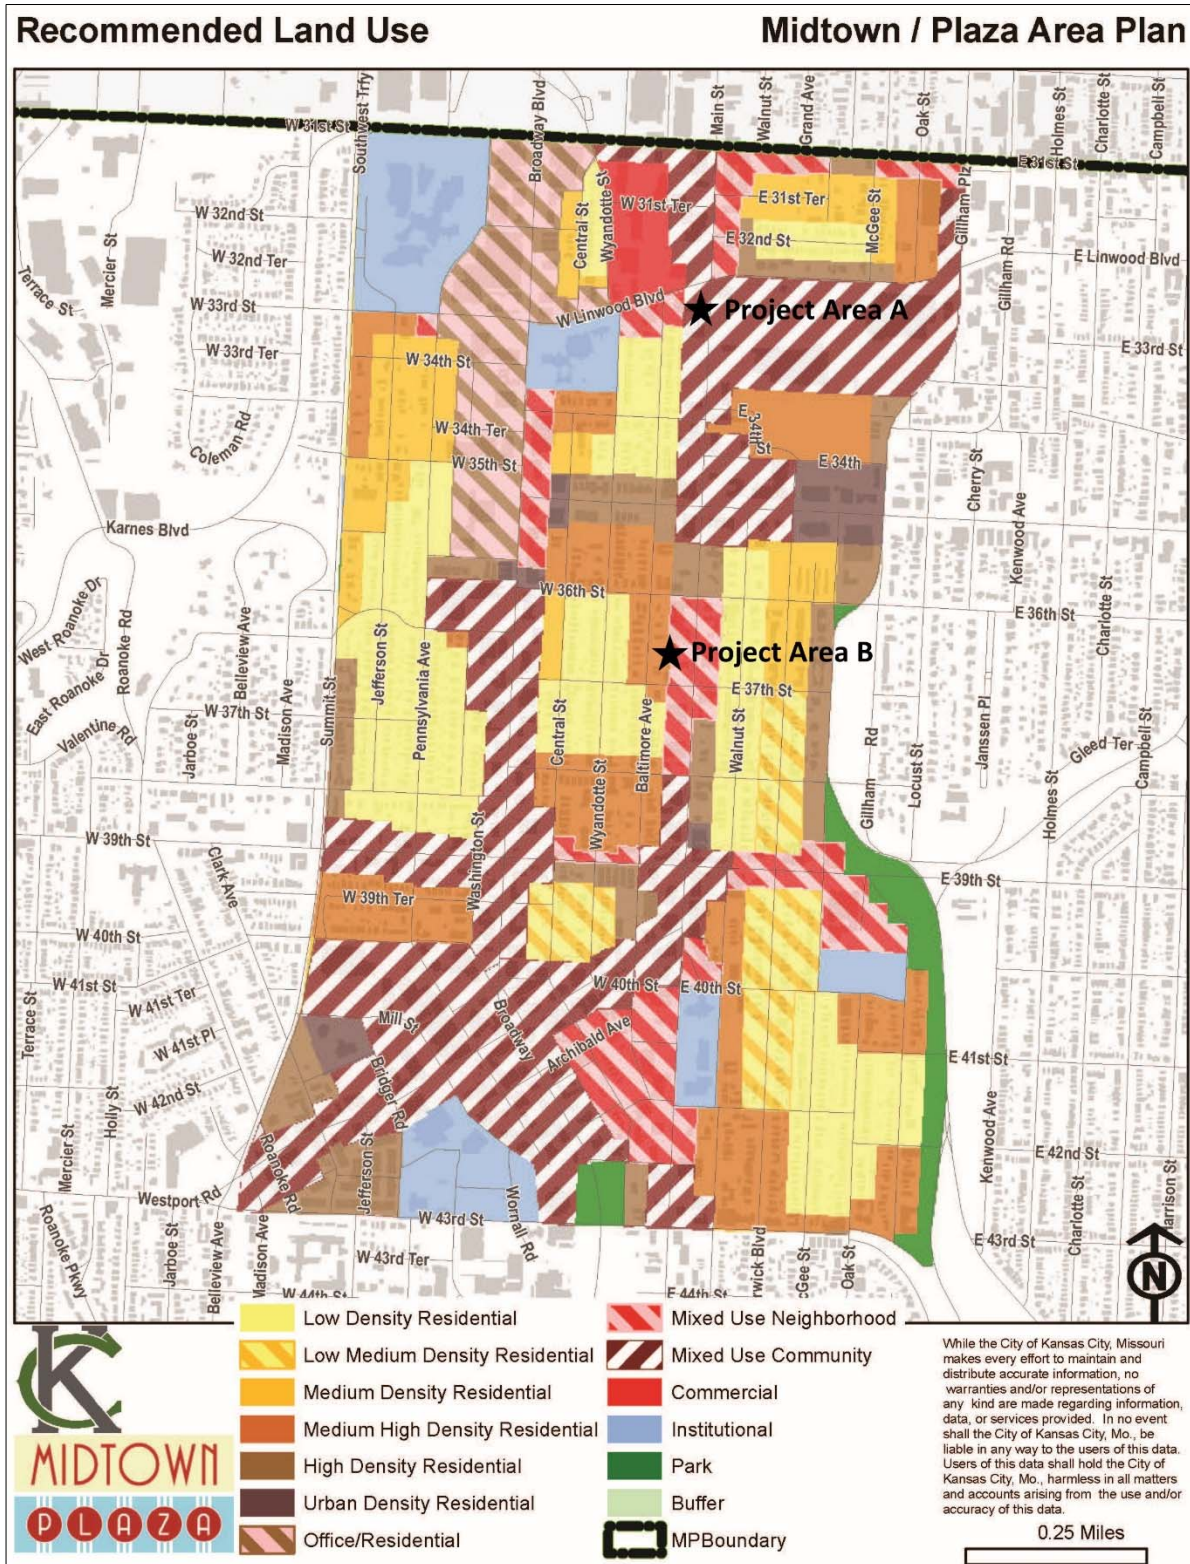 Recommended Land Use
Midtown / Plaza Area Plan
W 31st St
Southwest Trfy
Broadway Blvd
Main St
Walnut St
Grand Ave
Oak St
Holmes St
Charlotte St
Campbell St
E 31st St
Gillham Plz
Gillham Rd
W 32nd St
Mercier St
W 32nd Ter
Terrace St
W 33rd St
W 33rd Ter
Central St
Wyandotte St
W 31st Ter
E 31st Ter
E 32nd St
McGee St
E Linwood Blvd
W Linwood Blvd
Project Area A
E 33rd St
W 34th St
W 34th Ter
E 34th St
W 35th St
E 34th
Coleman Rd
Karnes Blvd
Cherry St
Kenwood Ave
W 36th St
E 36th St
Charlotte St
West Roanoke Dr
Roanoke Rd
East Roanoke Dr
Belleview Ave
Jefferson St
Pennsylvania Ave
Project Area B
W 37th St
E 37th St
Valentine Rd
Jarboe St
Madison Ave
Summit St
Central St
Baltimore Ave
Wyandotte St
Walnut St
Gillham Rd
Locust St
Janssen Pl
Gleed Ter
Campbell St
Holmes St
W 39th St
Clark Ave
Washington St
E 39th St
W 39th Ter
W 40th St
W 41st St
W 41st Ter
W 41st Pl
W 42nd St
Terrace St
Holly St
Mill St
Bridger Rd
Broadway
W 40th St
E 40th St
Archibald Ave
E 41st St
Kenwood Ave
E 42nd St
Mercier St
Westport Rd
Roanoke Rd
Jefferson St
Wornall Rd
W 43rd St
W 43rd Ter
E 43rd St
Charlotte St
Harrison St
Roanoke Pkwy
Jarboe St
Belleview Ave
Madison Ave
W 44th St
E 44th St
rwick Blvd
cGee St
Oak St
N
Low Density Residential
Low Medium Density Residential
Medium Density Residential
Medium High Density Residential
High Density Residential
Urban Density Residential
Office/Residential
Mixed Use Neighborhood
Mixed Use Community
Commercial
Institutional
Park
Buffer
MPBoundary
KC
MIDTOWN
PLAZA
While the City of Kansas City, Missouri
makes every effort to maintain and
distribute accurate information, no
warranties and/or representations of
any kind are made regarding information,
data, or services provided. In no event
shall the City of Kansas City, Mo., be
liable in any way to the users of this data.
Users of this data shall hold the City of
Kansas City, Mo., harmless in all matters
and accounts arising from the use and/or
accuracy of this data.
0.25 Miles